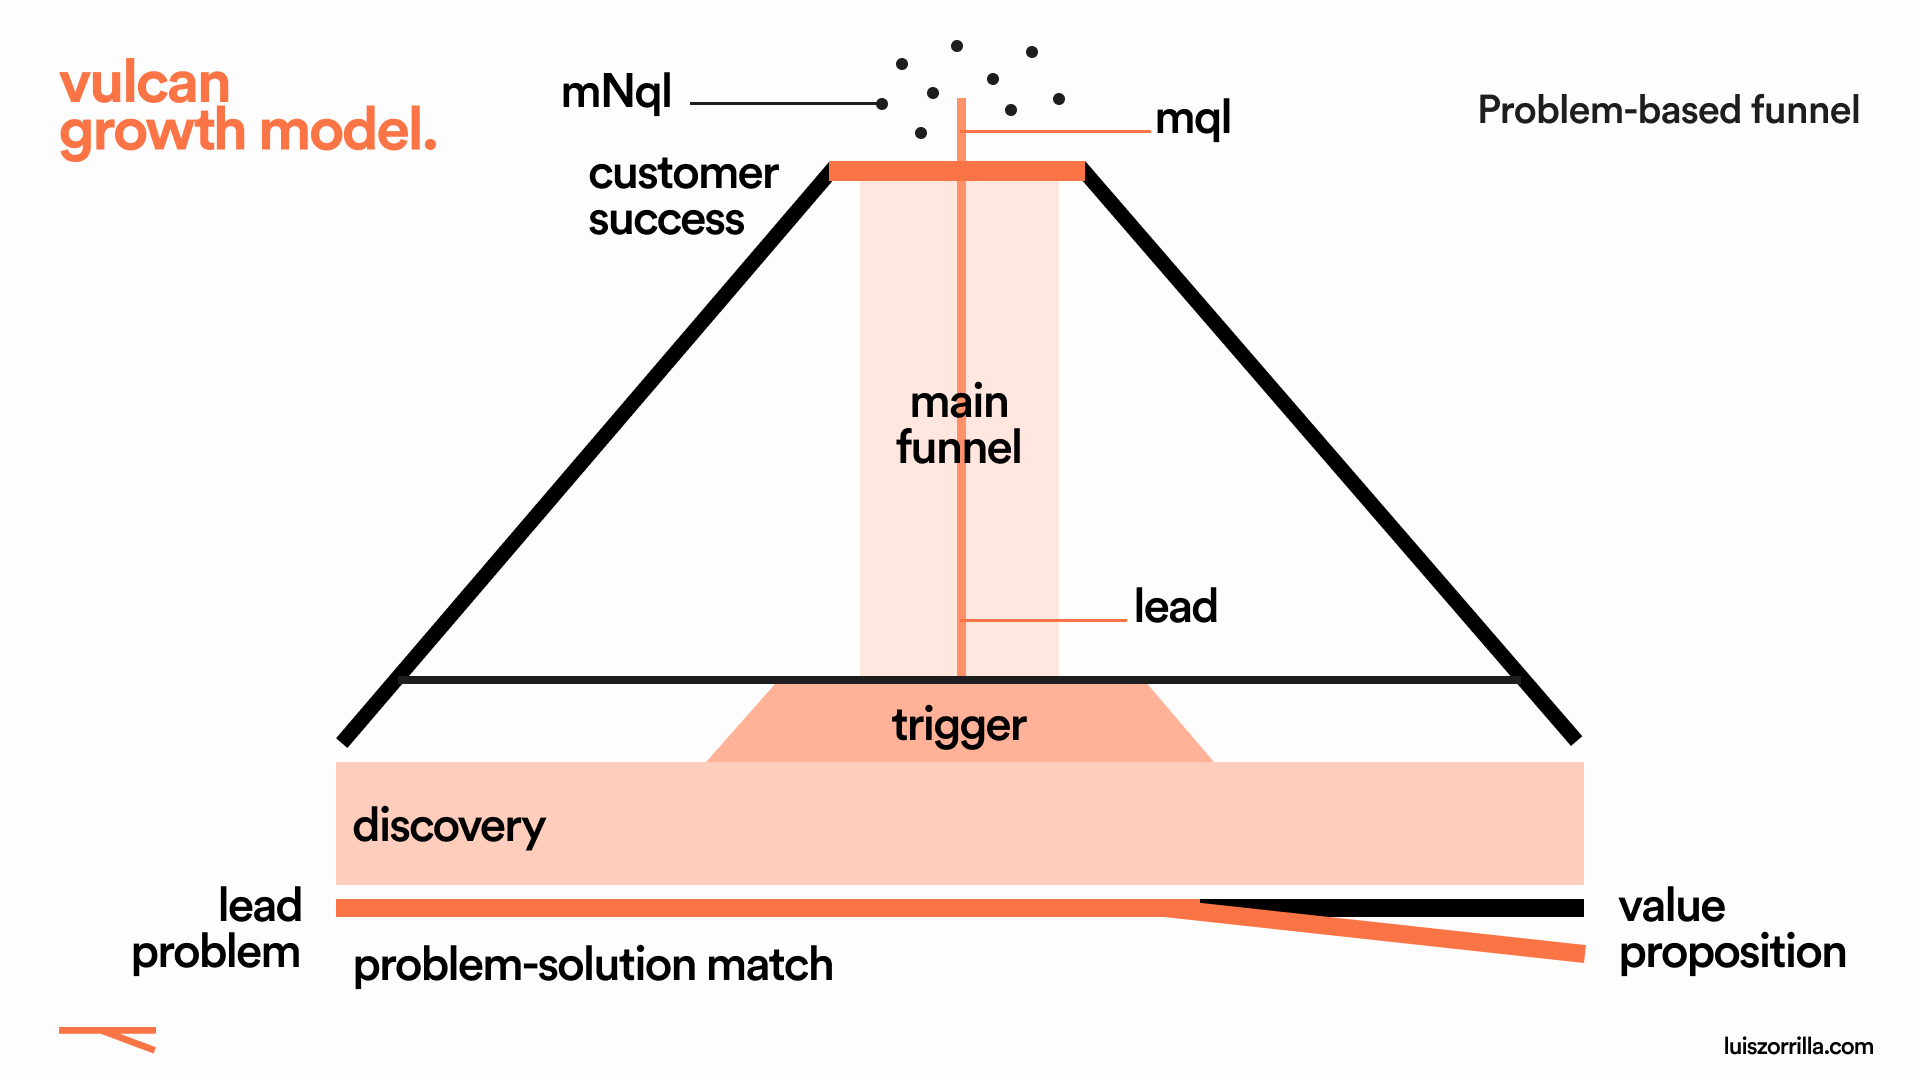 vulcan
growth model.
mNql
mql
Problem-based funnel
customer
success
main
funnel
lead
trigger
discovery
lead
problem
problem-solution match
value
proposition
luiszorrilla.com